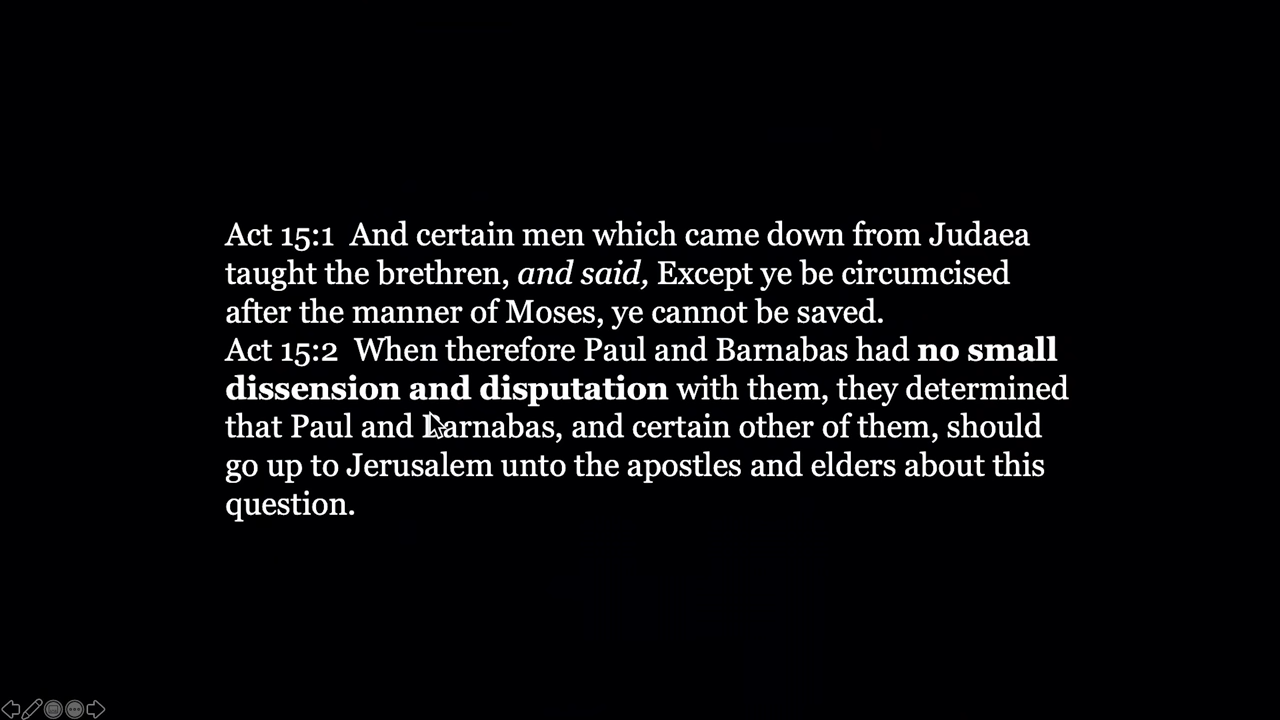 Act 15:1  And certain men which came down from Judaea
taught the brethren, and said, Except ye be circumcised
after the manner of Moses, ye cannot be saved.
Act 15:2  When therefore Paul and Barnabas had no small
dissension and disputation with them, they determined
that Paul and Barnabas, and certain other of them, should
go up to Jerusalem unto the apostles and elders about this
question.